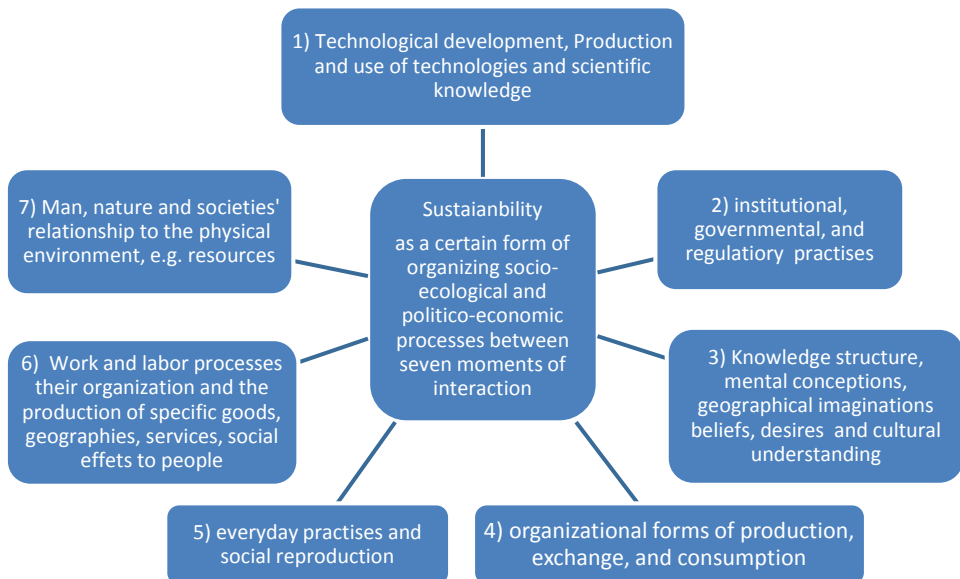 1) Technological development, Production
and use of technologies and scientific
knowledge
7) Man, nature and societies'
relationship to the physical
environment, e.g. resources
Sustaianbility
as a certain form of
organizing socio-
ecological and
politico-economic
processes between
seven moments of
interaction
2) institutional,
governmental, and
regulatiory practises
6) Work and labor processes
their organization and the
production of specific goods,
geographies, services, social
effets to people
3) Knowledge structure,
mental conceptions,
geographical imaginations
beliefs, desires and cultural
understanding
5) everyday practises and
social reproduction
4) organizational forms of production,
exchange, and consumption